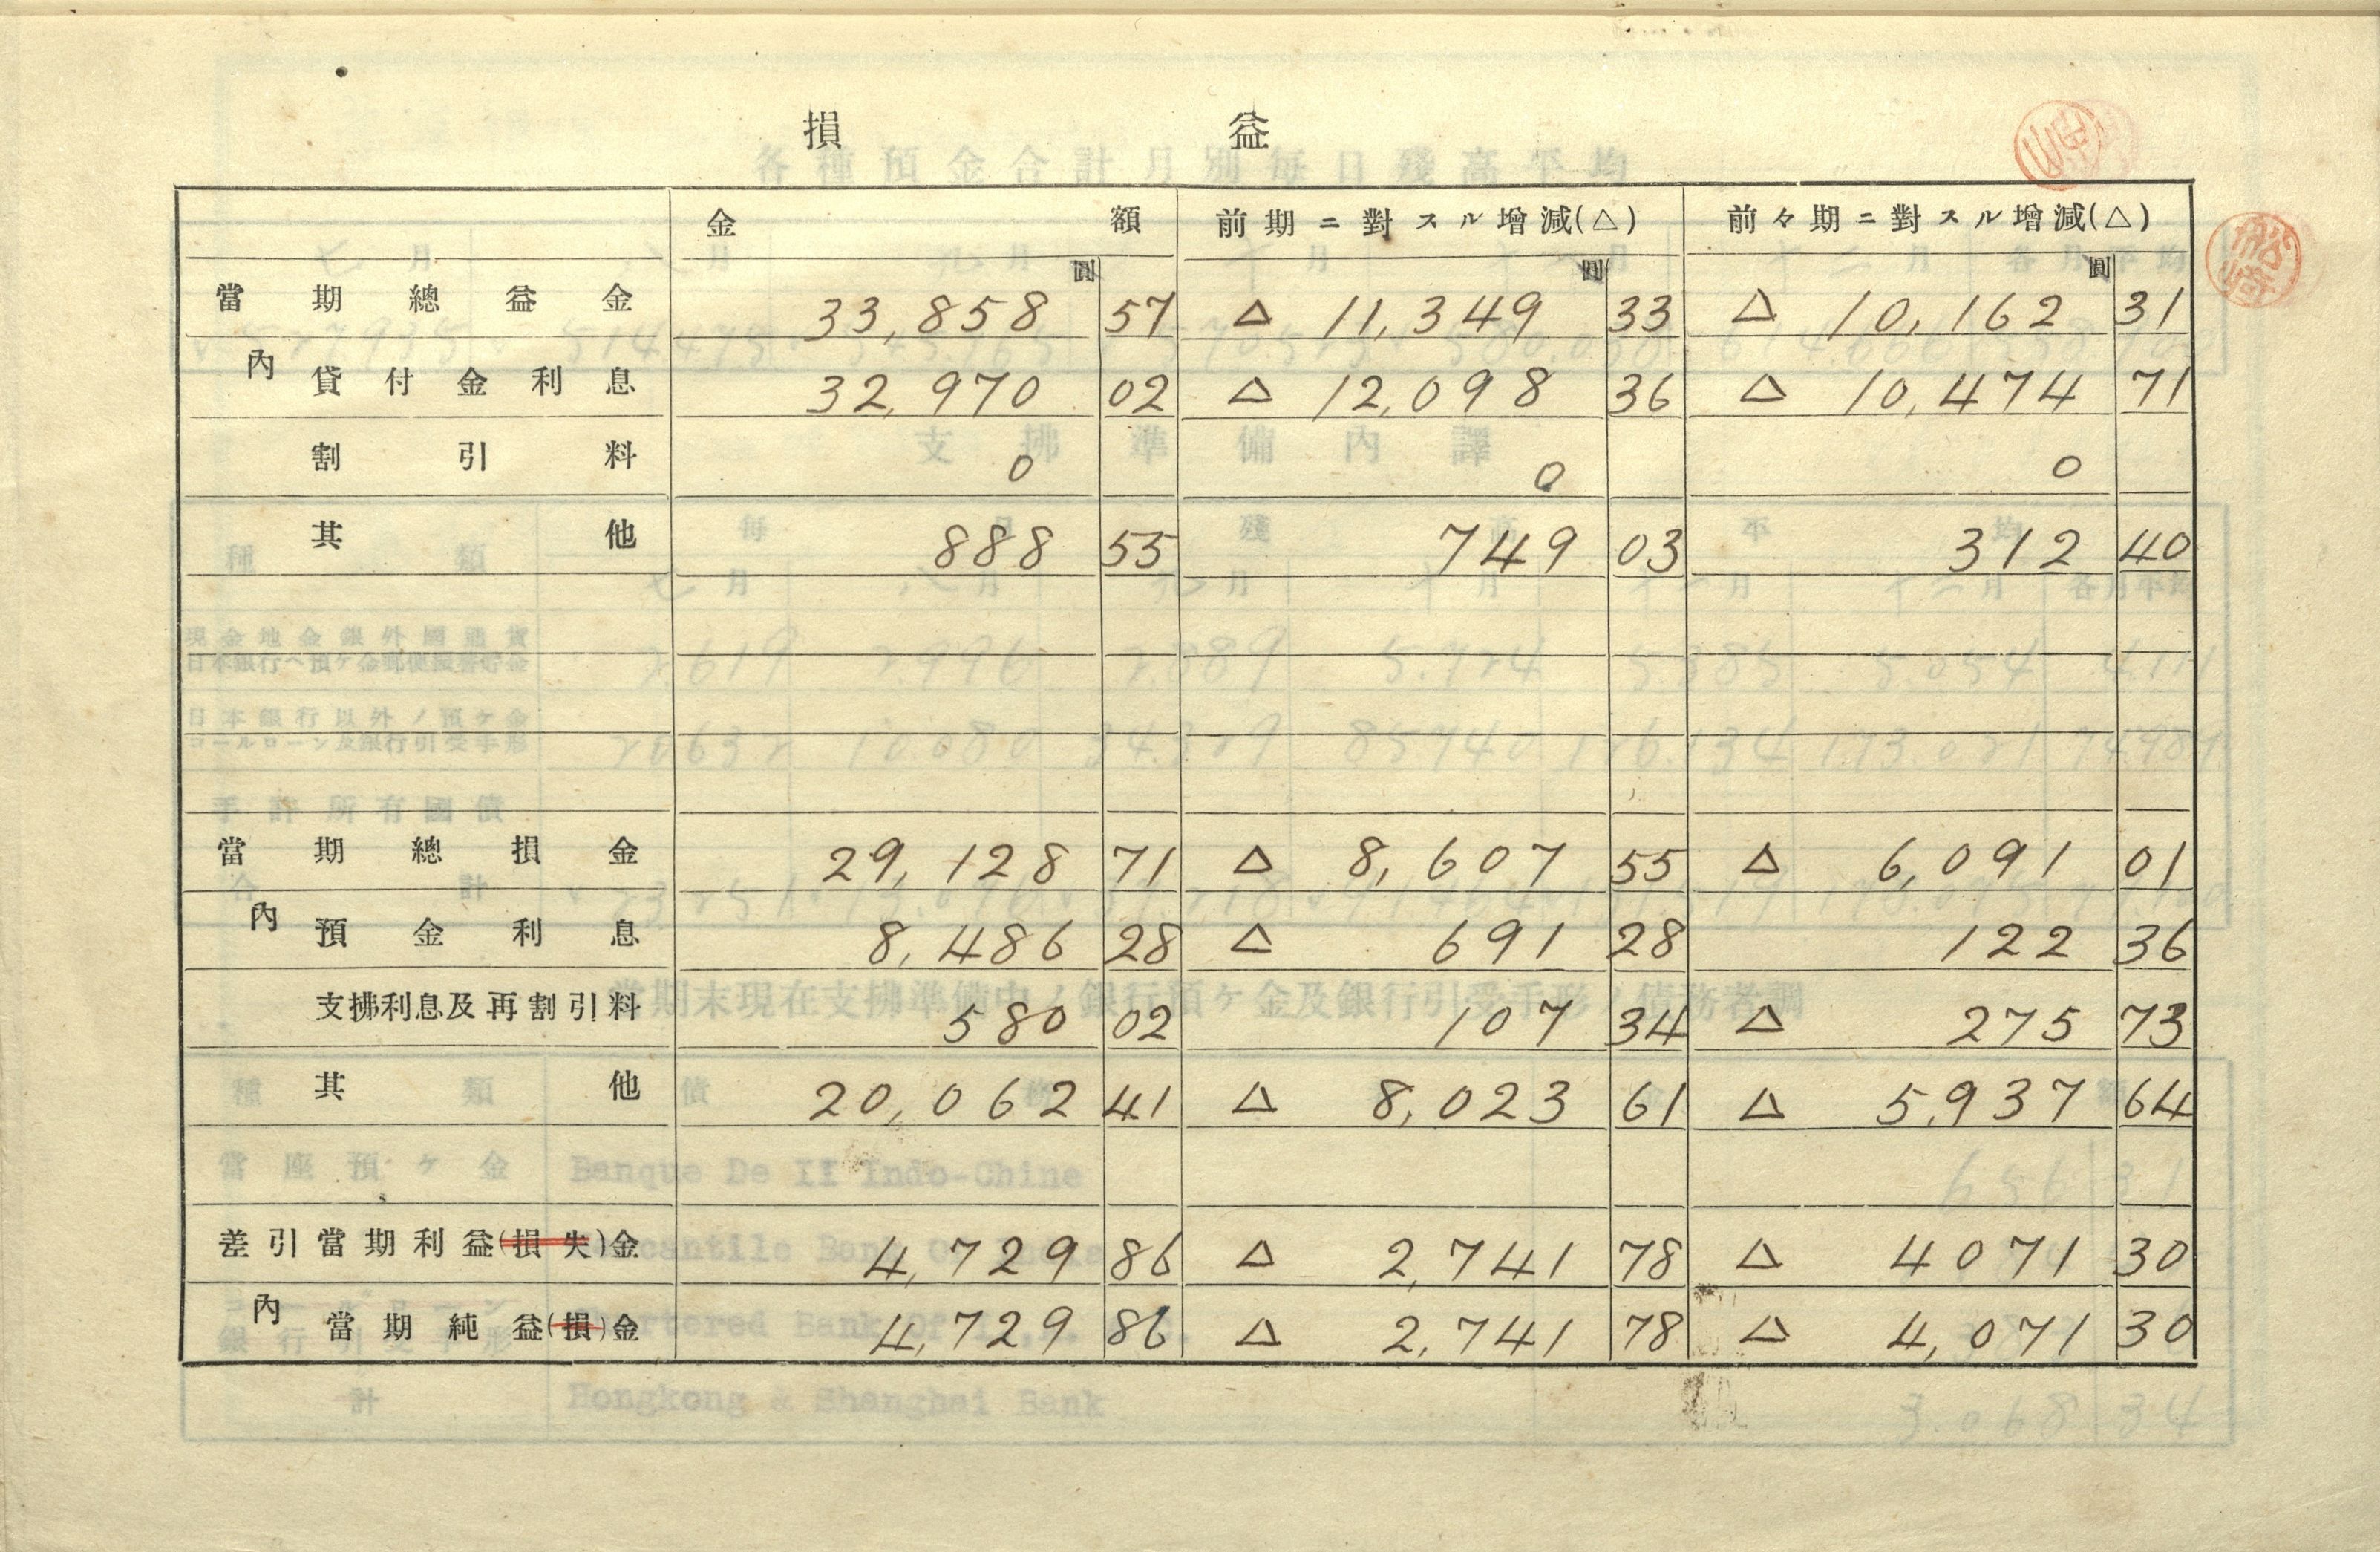 損益
金額 前期ニ對スル增減(△) 前々期ニ對スル增減(△)
圓 圓 圓
當期總益金 33,858 57 △ 11,349 33 △ 10,162 31
內 貸付金利息 32,970 02 △ 12,098 36 △ 10,474 71
割引料 0 0 0
其他 888 55 749 03 312 40
當期總損金 29,128 71 △ 8,607 55 △ 6,091 01
內 預金利息 8,486 28 △ 691 28 122 36
支拂利息及再割引料 580 02 107 34 △ 275 73
其他 20,062 41 △ 8,023 61 △ 5,937 64
差引當期利益(損失)金 4,729 86 △ 2,741 78 △ 4071 30
內 當期純益(損)金 4,729 86 △ 2,741 78 △ 4,071 30